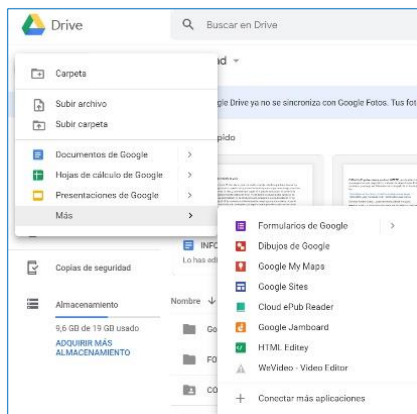 Drive
Buscar en Drive
Carpeta
Subir archivo
Subir carpeta
gle Drive ya no se sincroniza con Google Fotos. Tus fot
pido
Documentos de Google
Hojas de cálculo de Google
Presentaciones de Google
Más
Formularios de Google
Dibujos de Google
Google My Maps
Google Sites
Cloud ePub Reader
Google Jamboard
HTML Editey
WeVideo - Video Editor
Conectar más aplicaciones
INFO
Lo has edi
Copias de seguridad
Almacenamiento
9,6 GB de 19 GB usado
ADQUIRIR MÁS
ALMACENAMIENTO
Nombre
Go
FO
CO